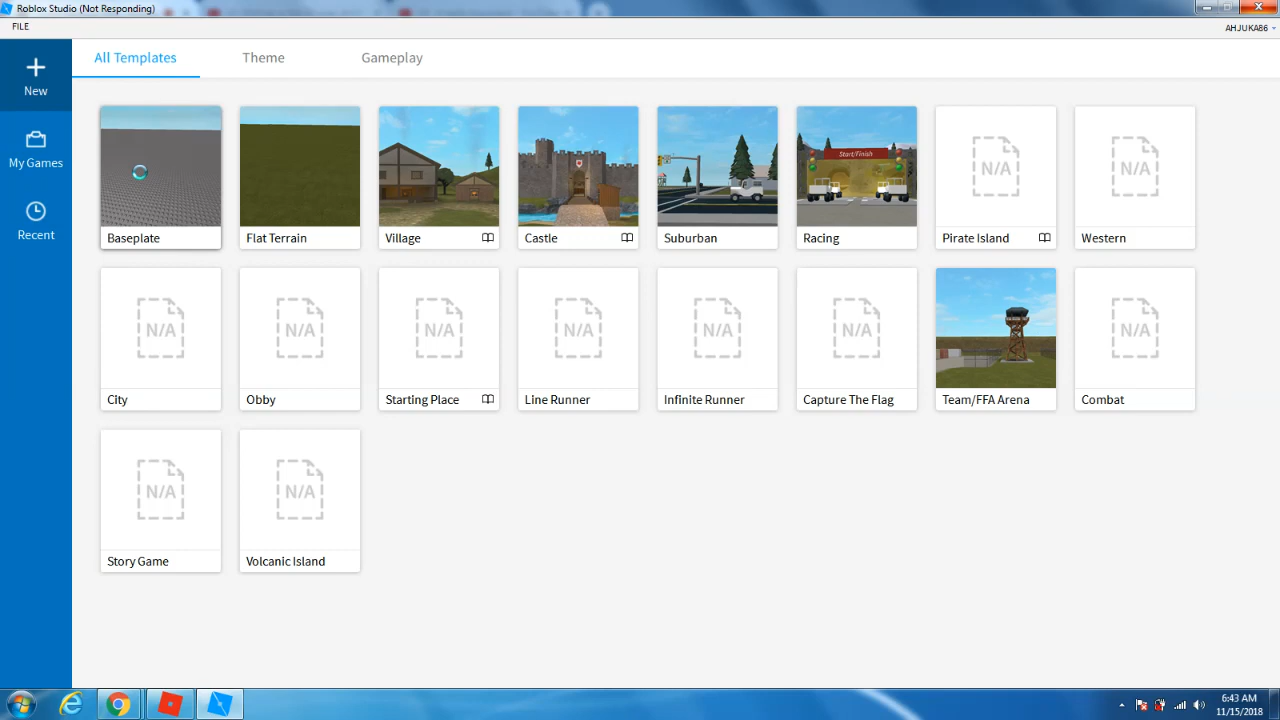 Roblox Studio (Not Responding)
FILE
AHJUKA86
All Templates
Theme
Gameplay
New
My Games
Recent
Baseplate
Flat Terrain
Village
Castle
Suburban
Start/Finish
Racing
N/A
Pirate Island
N/A
Western
N/A
City
N/A
Obby
N/A
Starting Place
N/A
Line Runner
N/A
Infinite Runner
N/A
Capture The Flag
Team/FFA Arena
N/A
Combat
N/A
Story Game
N/A
Volcanic Island
6:43 AM
11/15/2018